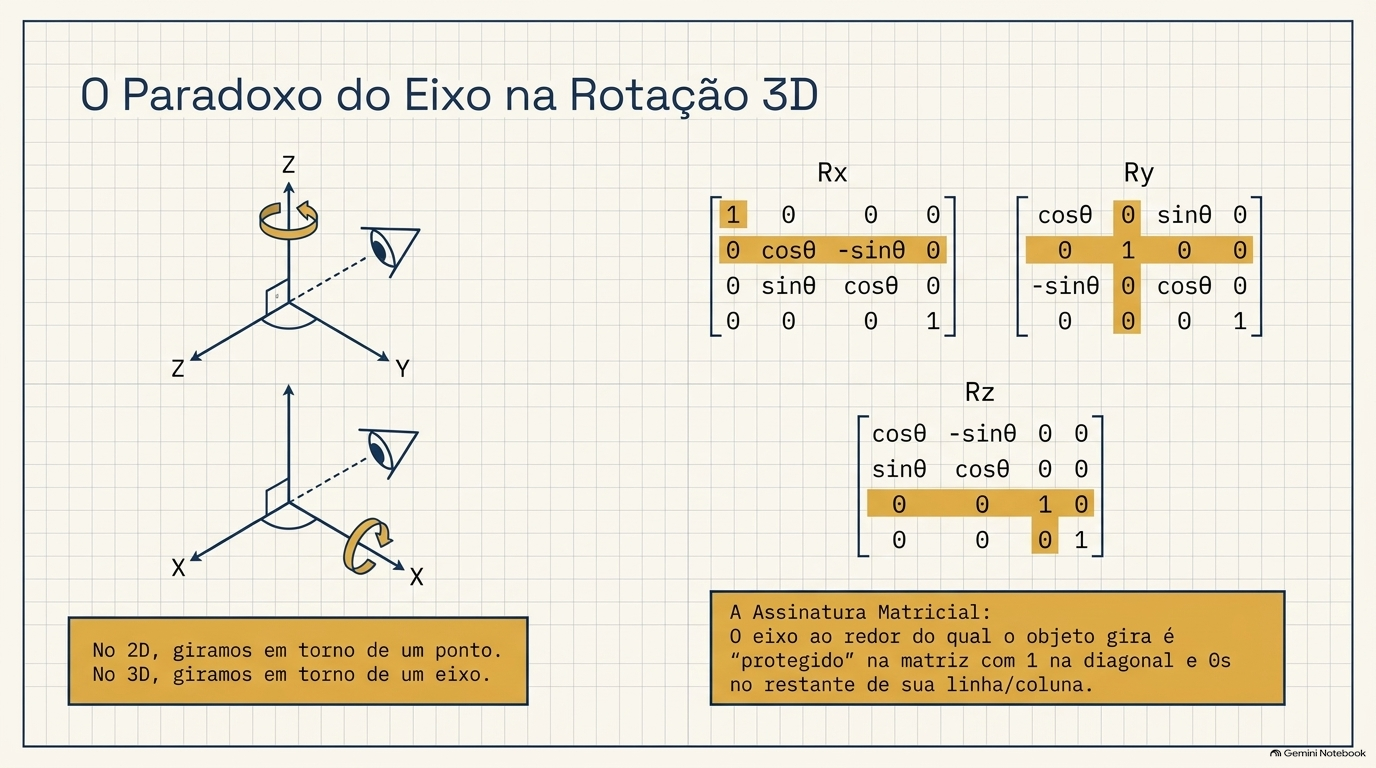 O Paradoxo do Eixo na Rotação 3D
Z
Z
Y
X
X
No 2D, giramos em torno de um ponto.
No 3D, giramos em torno de um eixo.
Rx
1 0 0 0
0 cosθ -sinθ 0
0 sinθ cosθ 0
0 0 0 1
Ry
cosθ 0 sinθ 0
0 1 0 0
-sinθ 0 cosθ 0
0 0 0 1
Rz
cosθ -sinθ 0 0
sinθ cosθ 0 0
0 0 1 0
0 0 0 1
A Assinatura Matricial:
O eixo ao redor do qual o objeto gira é
“protegido” na matriz com 1 na diagonal e 0s
no restante de sua linha/coluna.
Gemini Notebook